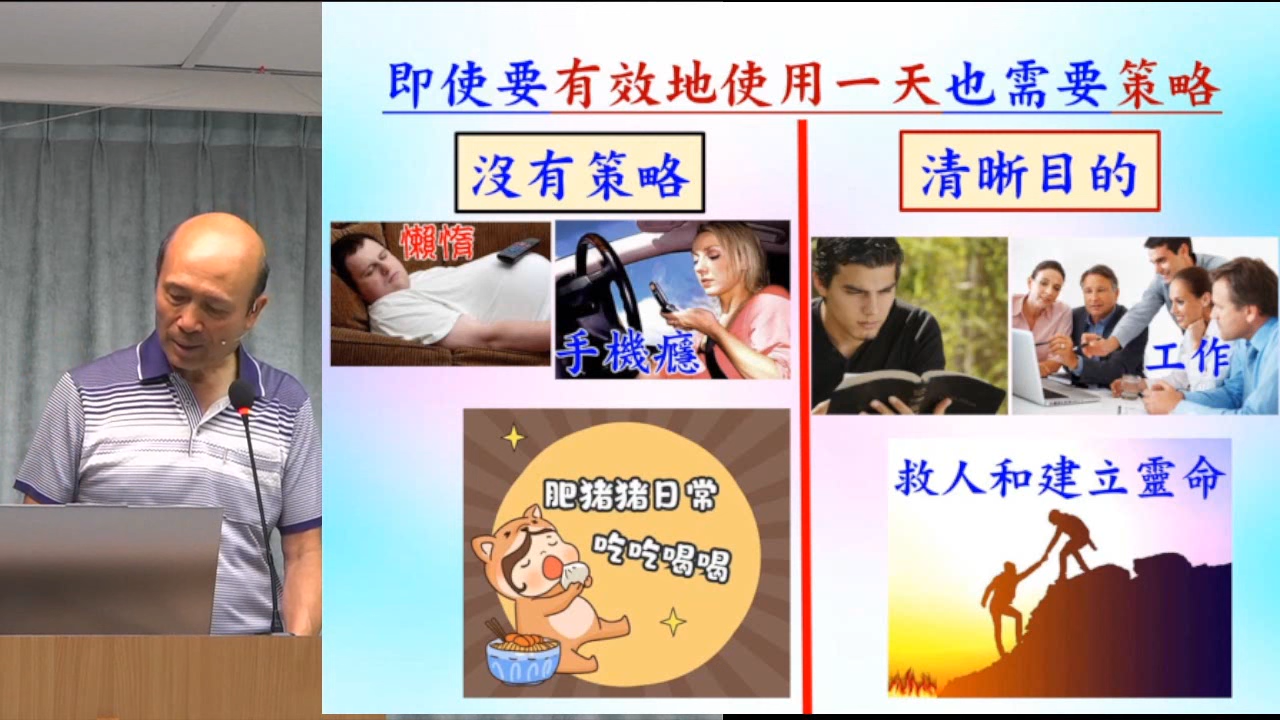 即使要有效地使用一天也需要策略
沒有策略
懶惰
手機癮
肥猪猪日常
吃吃喝喝
清晰目的
工作
救人和建立靈命